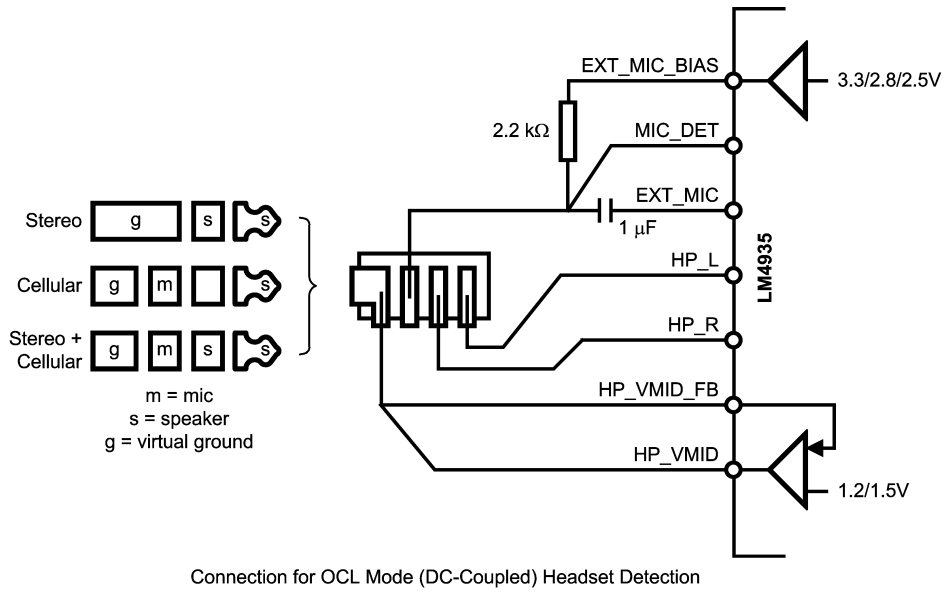 EXT_MIC_BIAS
3.3/2.8/2.5V
2.2 kΩ
MIC_DET
EXT_MIC
1 μF
Stereo g s s
Cellular g m s
Stereo +
Cellular g m s s
m = mic
s = speaker
g = virtual ground
LM4935
HP_L
HP_R
HP_VMID_FB
HP_VMID
1.2/1.5V
Connection for OCL Mode (DC-Coupled) Headset Detection